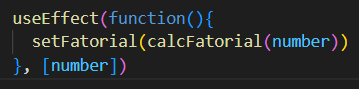 useEffect(function(){
  setFatorial(calcFatorial(number))
}, [number])